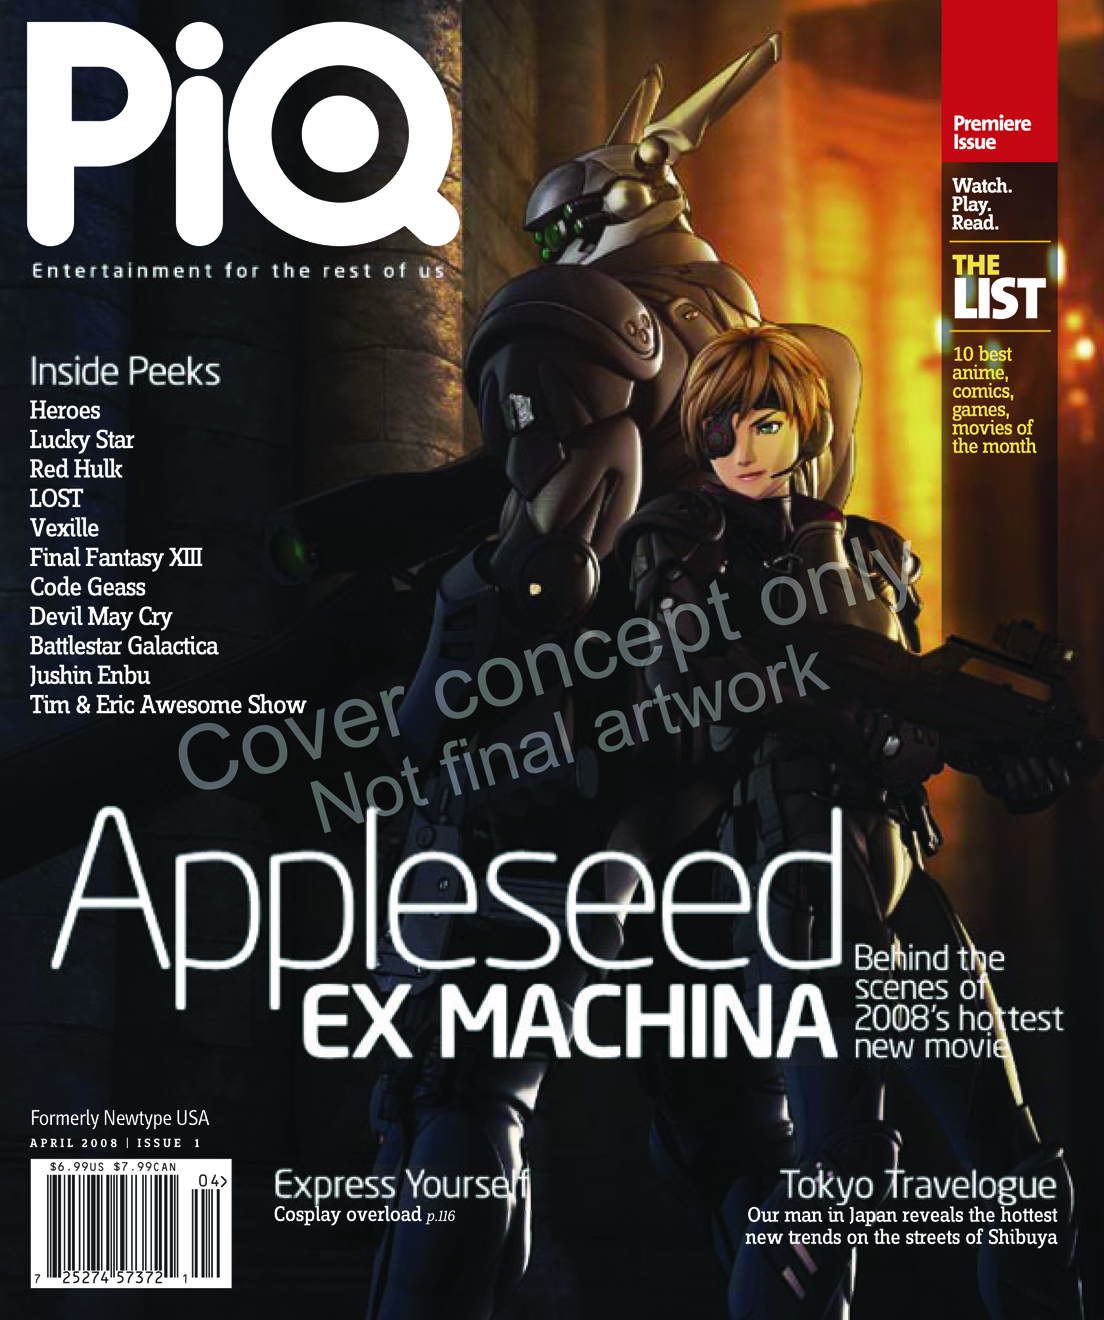 PiQ
Entertainment for the rest of us
Premiere
Issue
Watch.
Play.
Read.
THE
LIST
10 best
anime,
comics,
games,
movies of
the month
Inside Peeks
Heroes
Lucky Star
Red Hulk
LOST
Vexille
Final Fantasy XIII
Code Geass
Devil May Cry
Battlestar Galactica
Jushin Enbu
Tim & Eric Awesome Show
Cover concept only
Not final artwork
Appleseed
EX MACHINA
Behind the
scenes of
2008's hottest
new movie
Formerly Newtype USA
APRIL 2008 | ISSUE 1
$6.99US $7.99CAN
04>
7 25274 57372 1
Express Yourself
Cosplay overload p.116
Tokyo Travelogue
Our man in Japan reveals the hottest
new trends on the streets of Shibuya